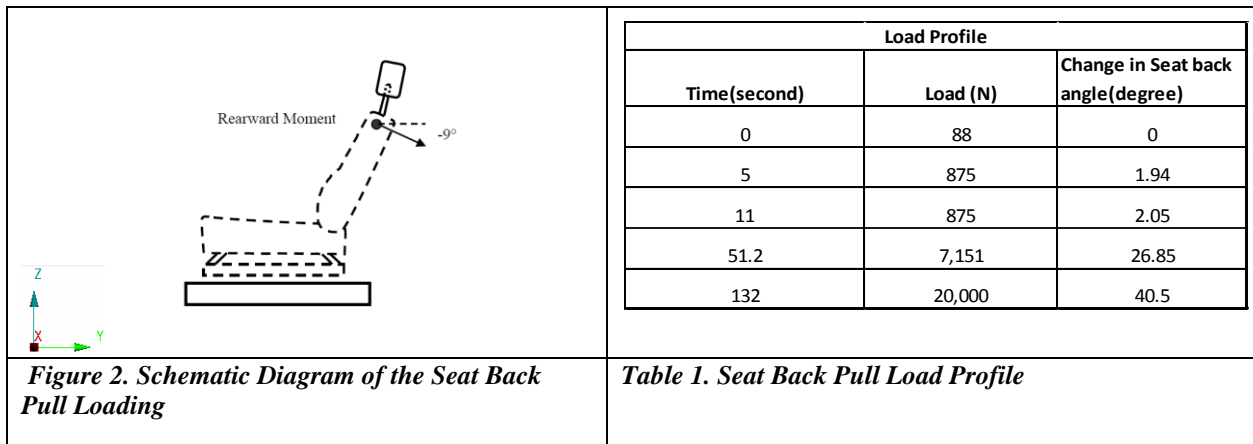 Rearward Moment
-9°
Z
X
Y
Load Profile
Time(second) Load (N) Change in Seat back
angle(degree)
0 88 0
5 875 1.94
11 875 2.05
51.2 7,151 26.85
132 20,000 40.5
Figure 2. Schematic Diagram of the Seat Back
Pull Loading
Table 1. Seat Back Pull Load Profile